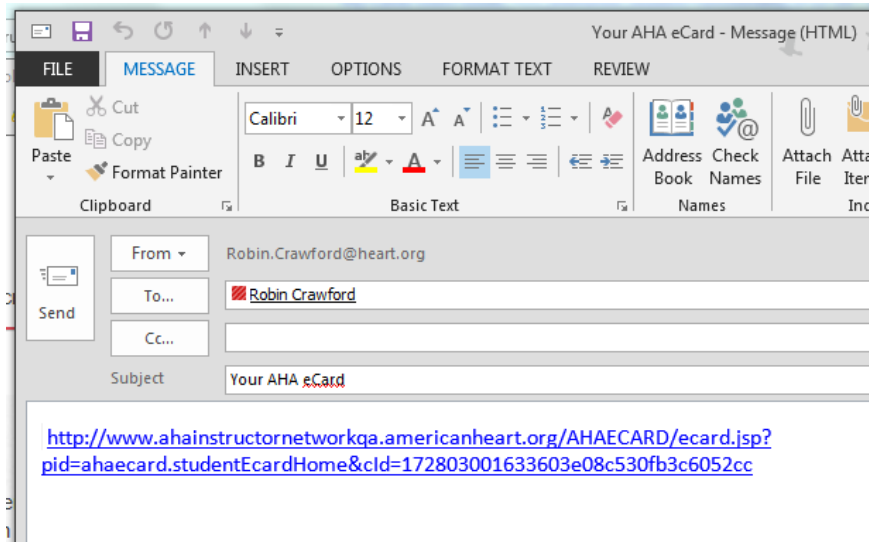 Your AHA eCard - Message (HTML)
FILE MESSAGE INSERT OPTIONS FORMAT TEXT REVIEW
Cut
Copy
Paste
Format Painter
Clipboard
Calibri 12
B I U
Basic Text
Address Book
Check Names
Names
Attach File
From
Robin.Crawford@heart.org
To...
Robin Crawford
Send
Cc...
Subject
Your AHA eCard
http://www.ahainstructornetworkqa.americanheart.org/AHAECARD/ecard.jsp?
pid=ahaecard.studentEcardHome&cId=172803001633603e08c530fb3c6052cc